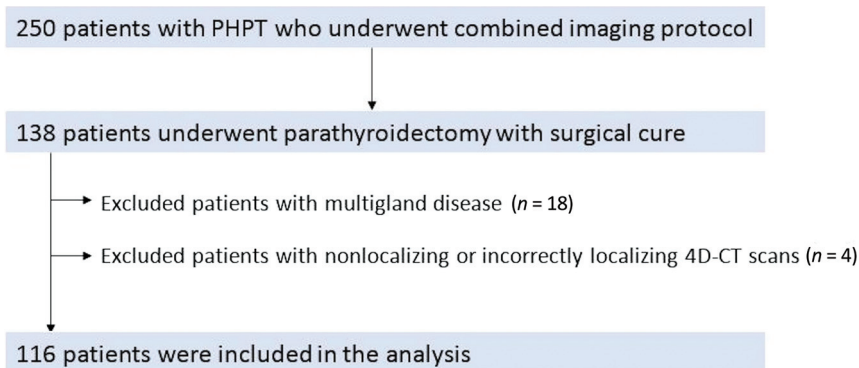 250 patients with PHPT who underwent combined imaging protocol
138 patients underwent parathyroidectomy with surgical cure
Excluded patients with multigland disease (n = 18)
Excluded patients with nonlocalizing or incorrectly localizing 4D-CT scans (n = 4)
116 patients were included in the analysis